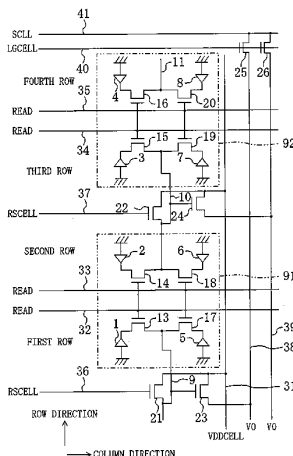 41
SCLL
LGCELL
40
11
25
26
FOURTH ROW
4
8
35
16
20
READ
READ
15
19
92
34
3
7
THIRD ROW
37
10
RSCELL
22
24
SECOND ROW
2
6
33
14
18
91
READ
READ
13
17
32
1
5
39
FIRST ROW
38
36
9
31
RSCELL
21
23
VO
VO
ROW DIRECTION
VDDCELL
COLUMN DIRECTION